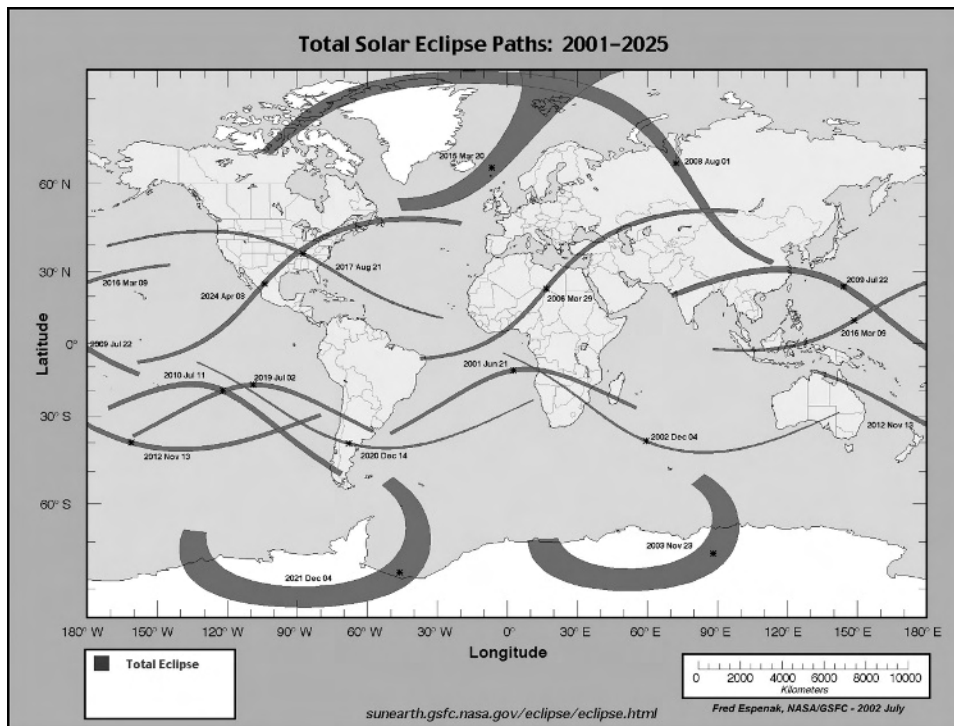 Total Solar Eclipse Paths: 2001–2025
2015 Mar 20
2008 Aug 01
60° N
2017 Aug 21
30° N
2016 Mar 09
2024 Apr 08
2006 Mar 29
2009 Jul 22
2016 Mar 09
Latitude
0°
2009 Jul 22
2010 Jul 11
2019 Jul 02
2001 Jun 21
30° S
2012 Nov 13
2020 Dec 14
2002 Dec 04
2012 Nov 13
60° S
2021 Dec 04
2003 Nov 23
180° W
150° W
120° W
90° W
60° W
30° W
0°
30° E
60° E
90° E
120° E
150° E
180° E
Longitude
Total Eclipse
0 2000 4000 6000 8000 10000
Kilometers
sunearth.gsfc.nasa.gov/eclipse/eclipse.html
Fred Espenak, NASA/GSFC - 2002 July